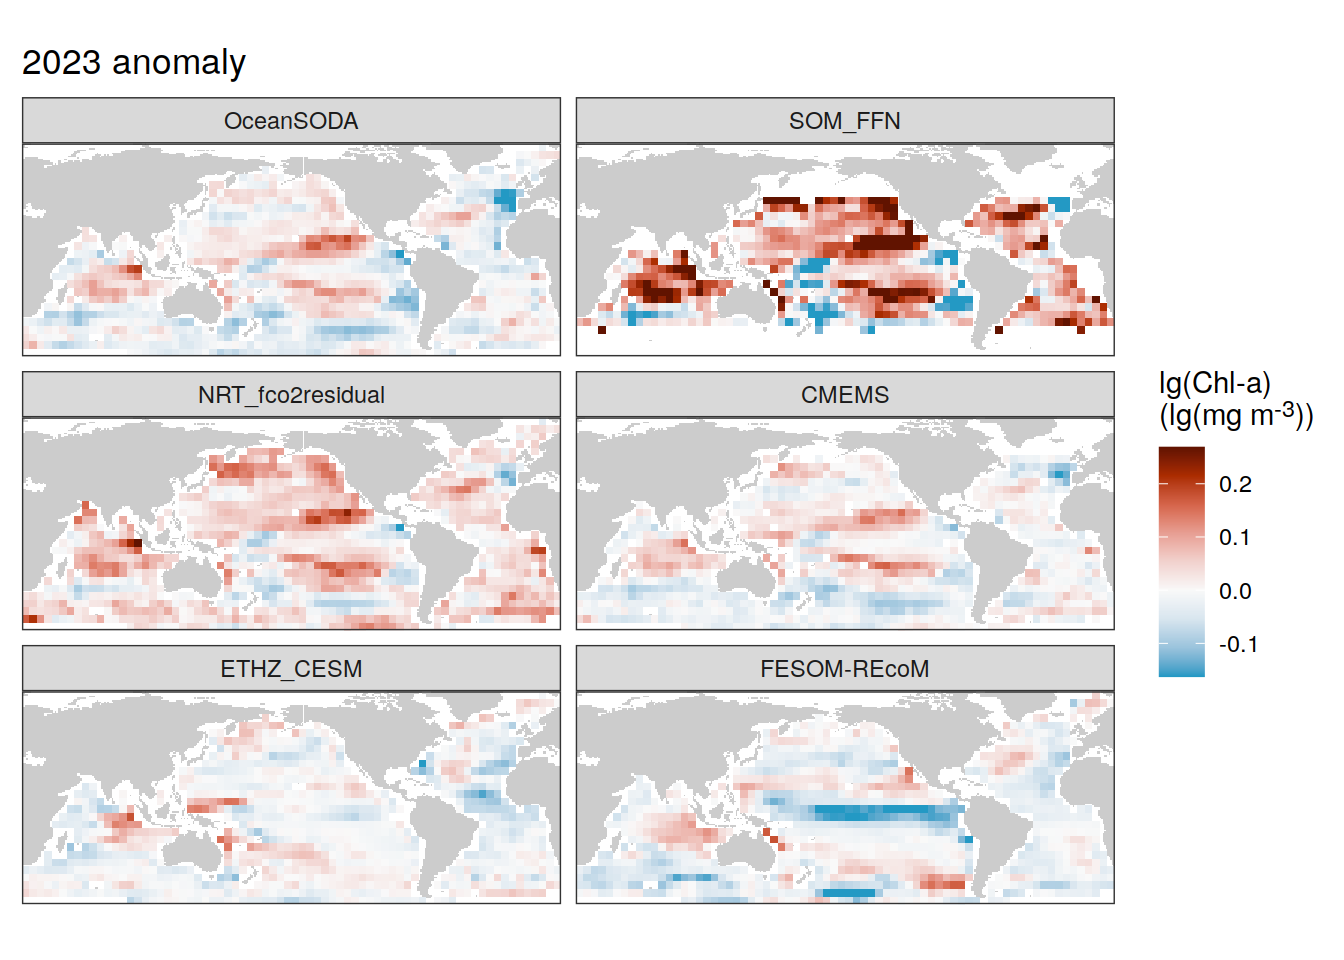 2023 anomaly
OceanSODA
SOM_FFN
NRT_fco2residual
CMEMS
ETHZ_CESM
FESOM-REcoM
lg(Chl-a)
(lg(mg m⁻³))
0.2
0.1
0.0
-0.1